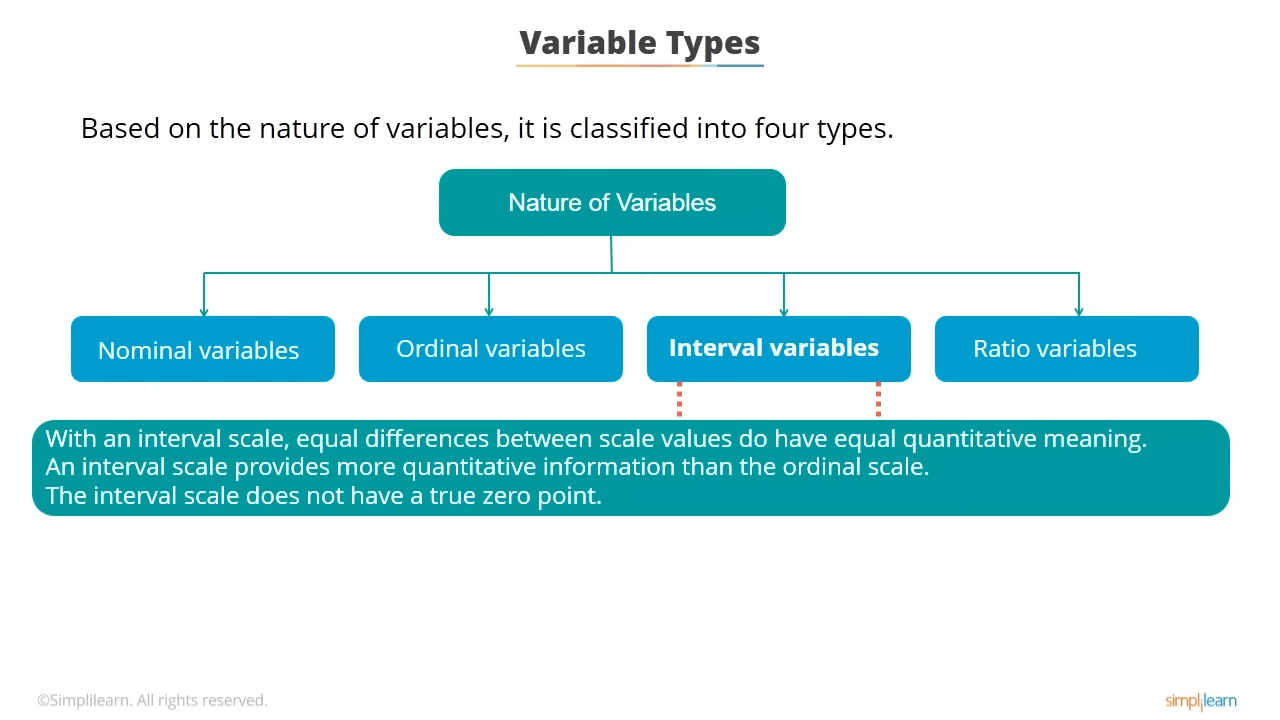 Variable Types
Based on the nature of variables, it is classified into four types.
Nature of Variables
Nominal variables
Ordinal variables
Interval variables
Ratio variables
With an interval scale, equal differences between scale values do have equal quantitative meaning.
An interval scale provides more quantitative information than the ordinal scale.
The interval scale does not have a true zero point.
©Simplilearn. All rights reserved.
simplilearn